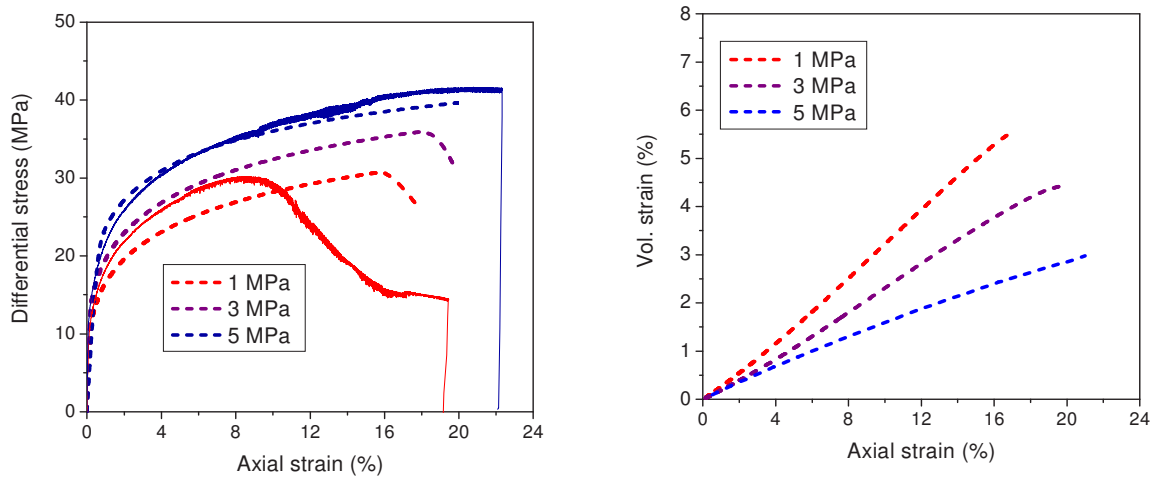 50
40
30
20
10
0
Differential stress (MPa)
1 MPa
3 MPa
5 MPa
0 4 8 12 16 20 24
Axial strain (%)
8
7
6
5
4
3
2
1
0
Vol. strain (%)
1 MPa
3 MPa
5 MPa
0 4 8 12 16 20 24
Axial strain (%)